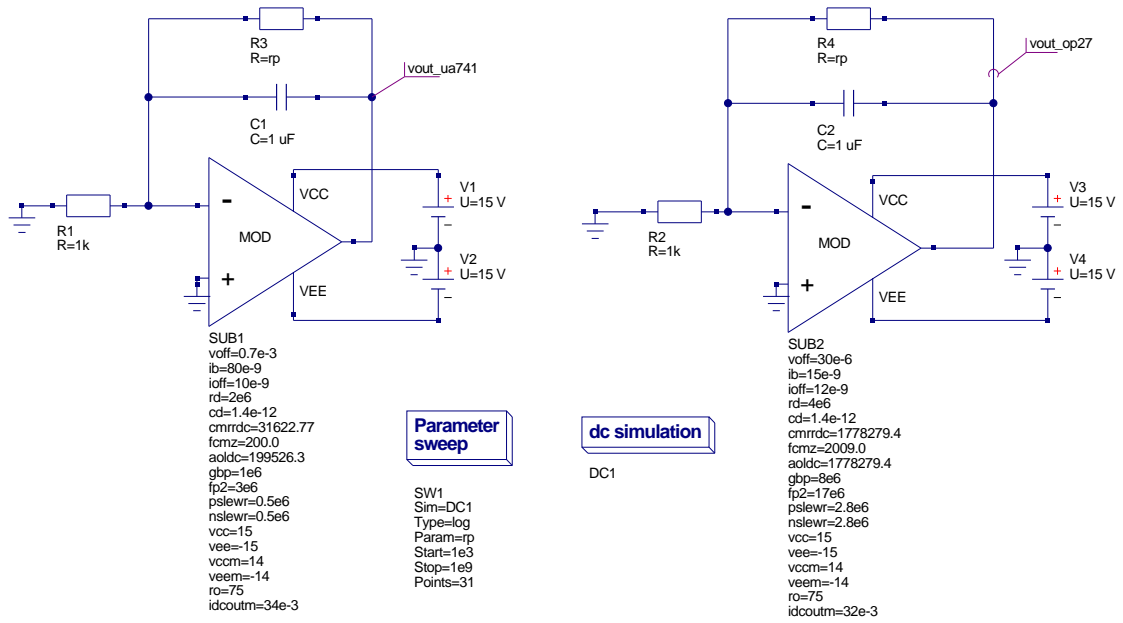 R3
R=rp
vout_ua741
C1
C=1 uF
VCC
V1
U=15 V
R1
R=1k
MOD
V2
U=15 V
VEE
SUB1
voff=0.7e-3
ib=80e-9
ioff=10e-9
rd=2e6
cd=1.4e-12
cmrrdc=31622.77
fcmz=200.0
aoldc=199526.3
gbp=1e6
fp2=3e6
pslewr=0.5e6
nslewr=0.5e6
vcc=15
vee=-15
vccm=14
veem=-14
ro=75
idcoutm=34e-3
Parameter
sweep
SW1
Sim=DC1
Type=log
Param=rp
Start=1e3
Stop=1e9
Points=31
dc simulation
DC1
R4
R=rp
vout_op27
C2
C=1 uF
VCC
V3
U=15 V
R2
R=1k
MOD
V4
U=15 V
VEE
SUB2
voff=30e-6
ib=15e-9
ioff=12e-9
rd=4e6
cd=1.4e-12
cmrrdc=1778279.4
fcmz=2009.0
aoldc=1778279.4
gbp=8e6
fp2=17e6
pslewr=2.8e6
nslewr=2.8e6
vcc=15
vee=-15
vccm=14
veem=-14
ro=75
idcoutm=32e-3